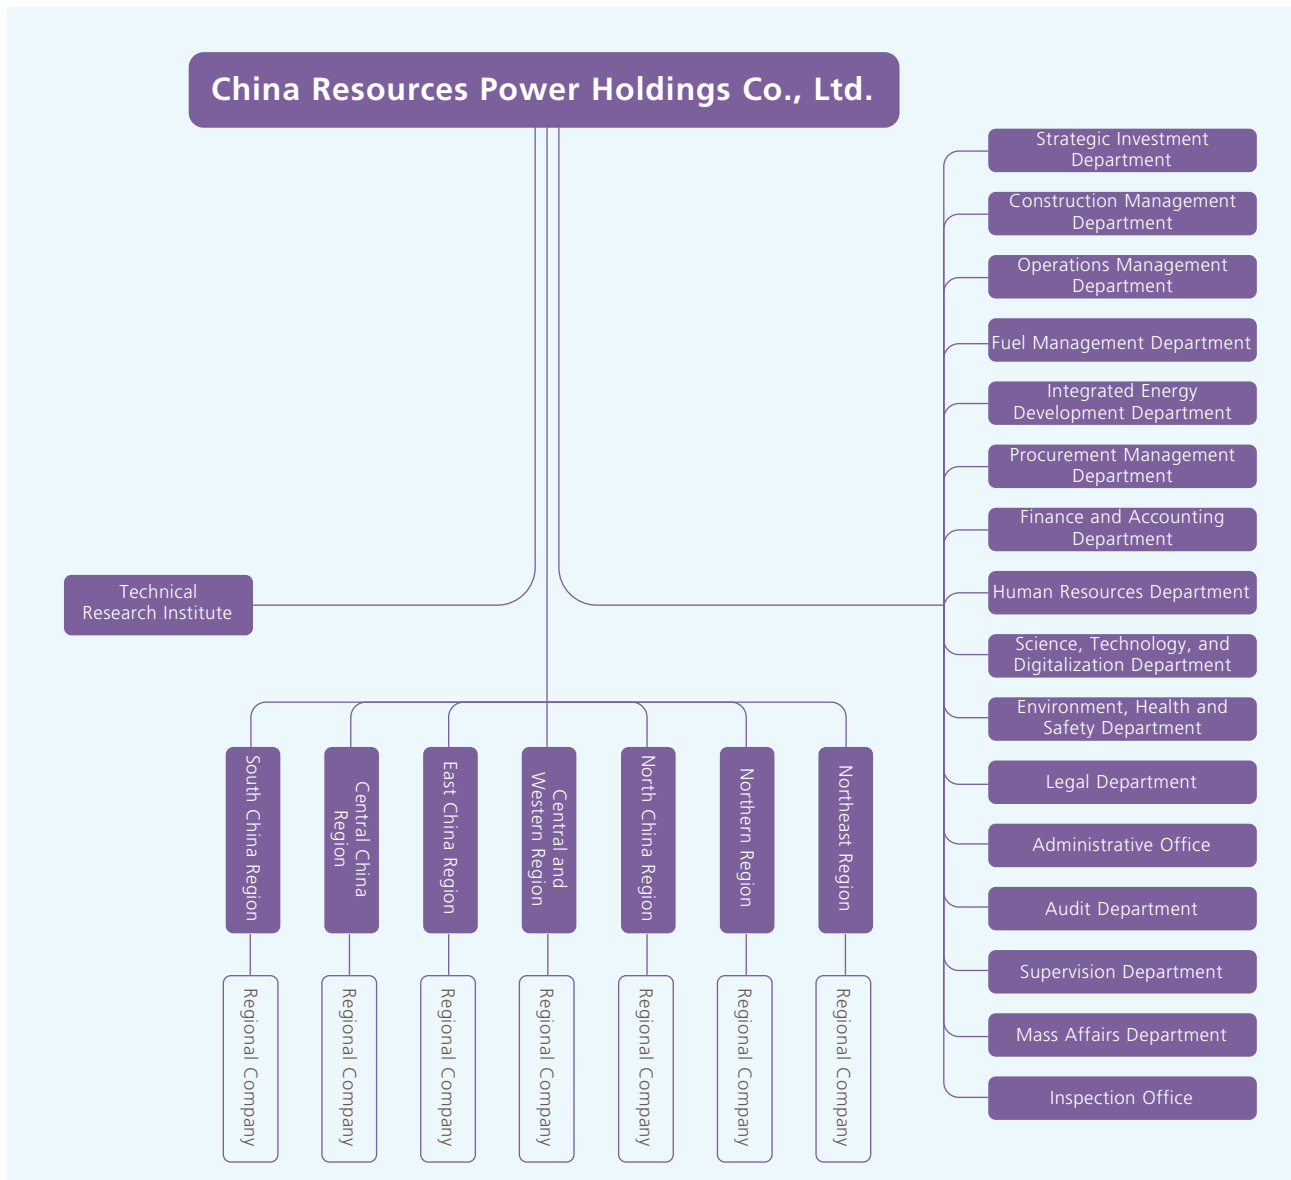 China Resources Power Holdings Co., Ltd.
Strategic Investment
Department
Construction Management
Department
Operations Management
Department
Fuel Management Department
Integrated Energy
Development Department
Procurement Management
Department
Finance and Accounting
Department
Human Resources Department
Science, Technology, and
Digitalization Department
Environment, Health and
Safety Department
Legal Department
Administrative Office
Audit Department
Supervision Department
Mass Affairs Department
Inspection Office
Technical
Research Institute
South China Region
Central China
Region
East China Region
Central and
Western Region
North China Region
Northern Region
Northeast Region
Regional Company
Regional Company
Regional Company
Regional Company
Regional Company
Regional Company
Regional Company